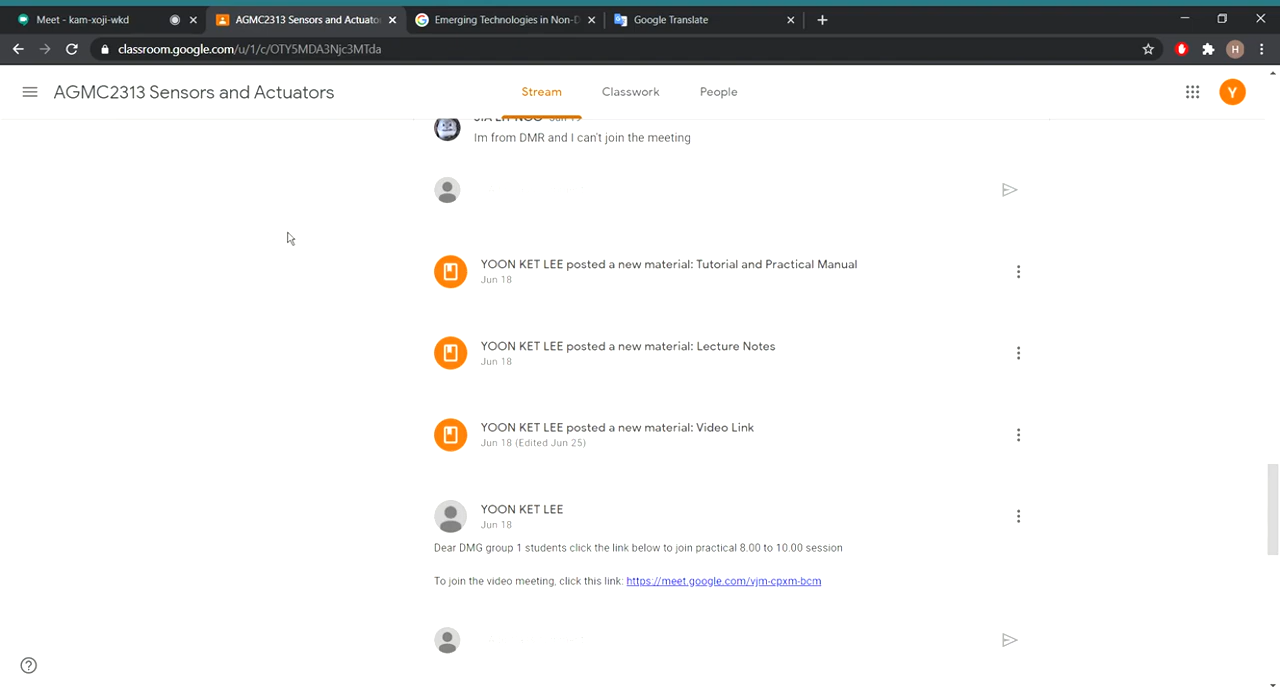 Meet - kam-xoji-wkd
AGMC2313 Sensors and Actuato
Emerging Technologies in Non-D
Google Translate
classroom.google.com/u/1/c/OTY5MDA3Njc3MTda
H
AGMC2313 Sensors and Actuators
Stream
Classwork
People
Y
Im from DMR and I can't join the meeting
YOON KET LEE posted a new material: Tutorial and Practical Manual
Jun 18
YOON KET LEE posted a new material: Lecture Notes
Jun 18
YOON KET LEE posted a new material: Video Link
Jun 18 (Edited Jun 25)
YOON KET LEE
Jun 18
Dear DMG group 1 students click the link below to join practical 8.00 to 10.00 session
To join the video meeting, click this link: https://meet.google.com/vjm-cpxm-bcm